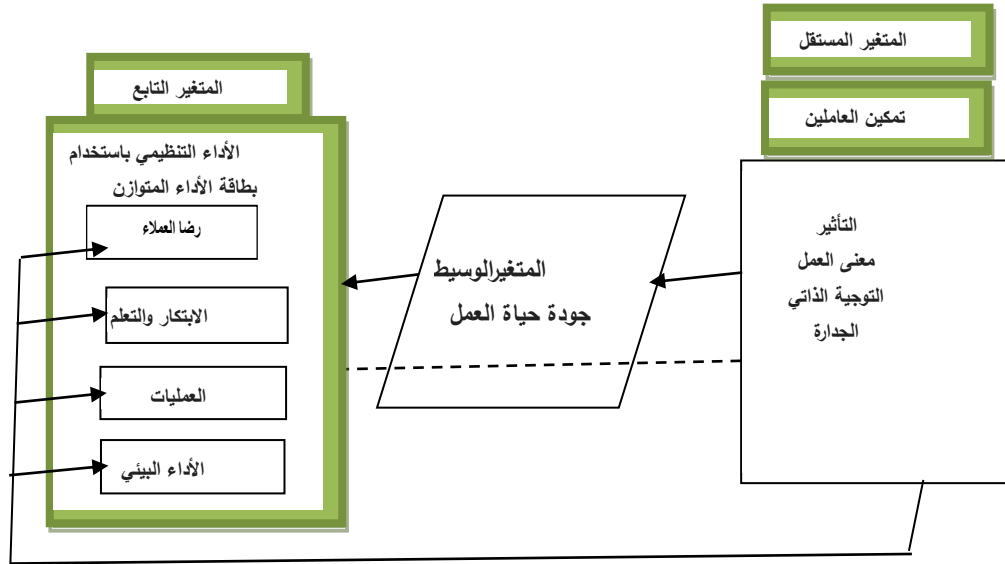 المتغير المستقل
تمكين العاملين
التأثير
معنى العمل
التوجية الذاتي
الجدارة
المتغيرالوسيط
جودة حياة العمل
المتغير التابع
الأداء التنظيمي باستخدام
بطاقة الأداء المتوازن
رضا العملاء
الابتكار والتعلم
العمليات
الأداء البيئي